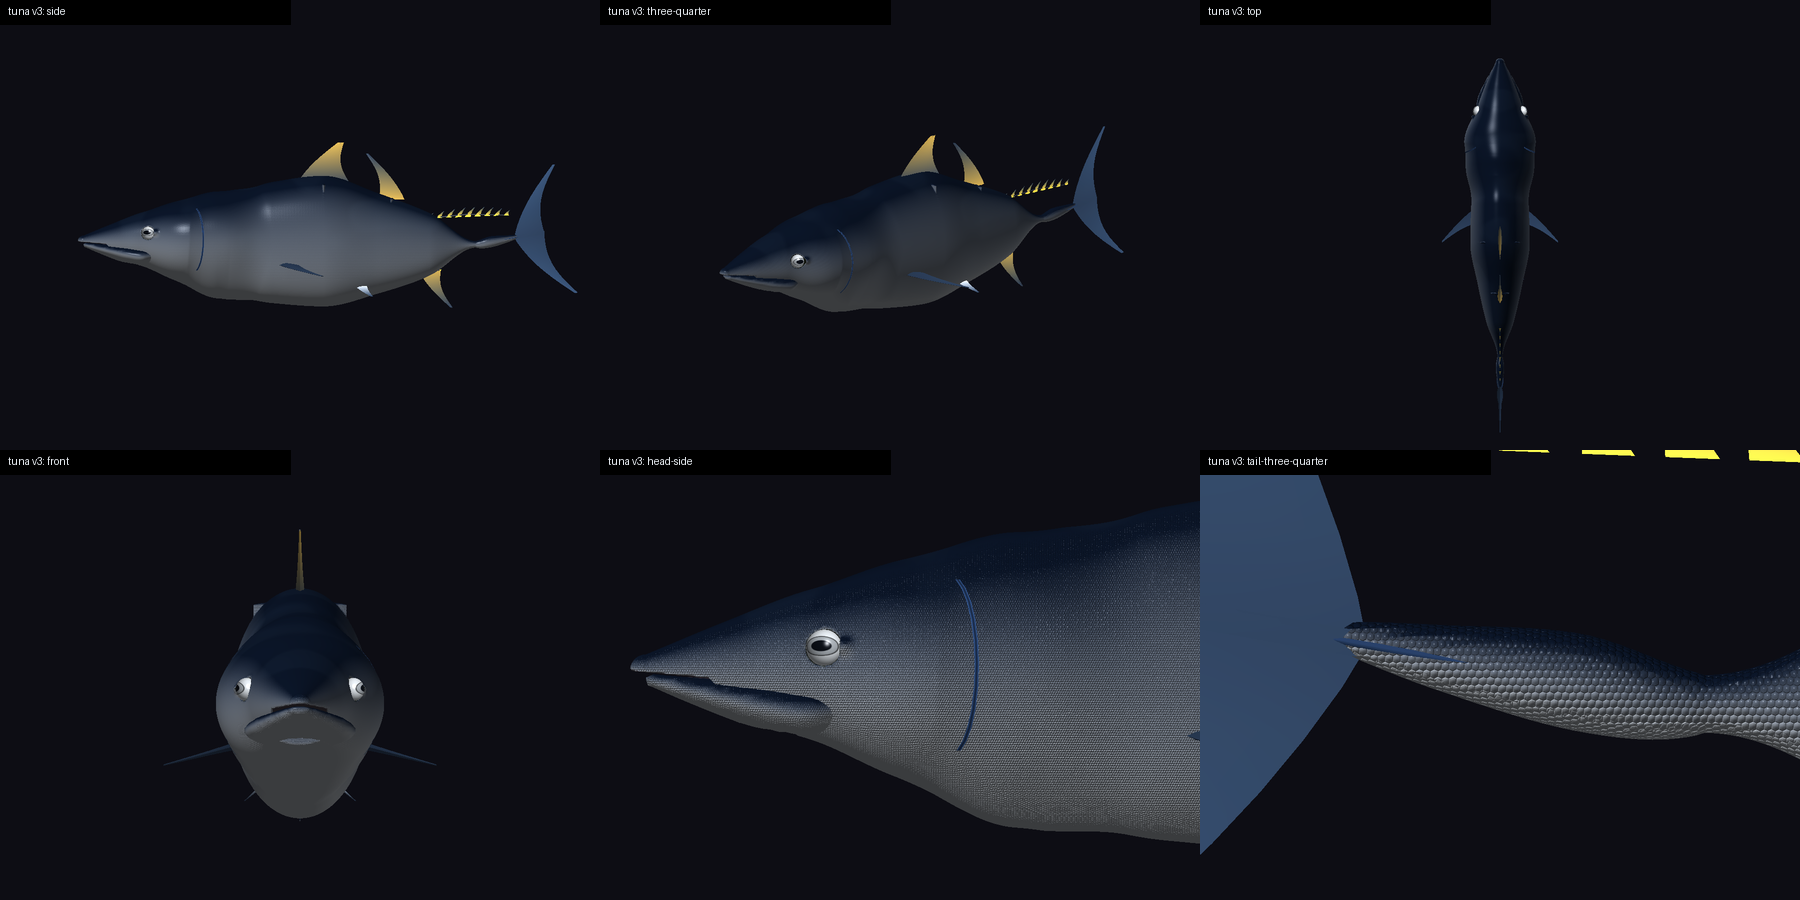 tuna v3: side
tuna v3: three-quarter
tuna v3: top
tuna v3: front
tuna v3: head-side
tuna v3: tail-three-quarter